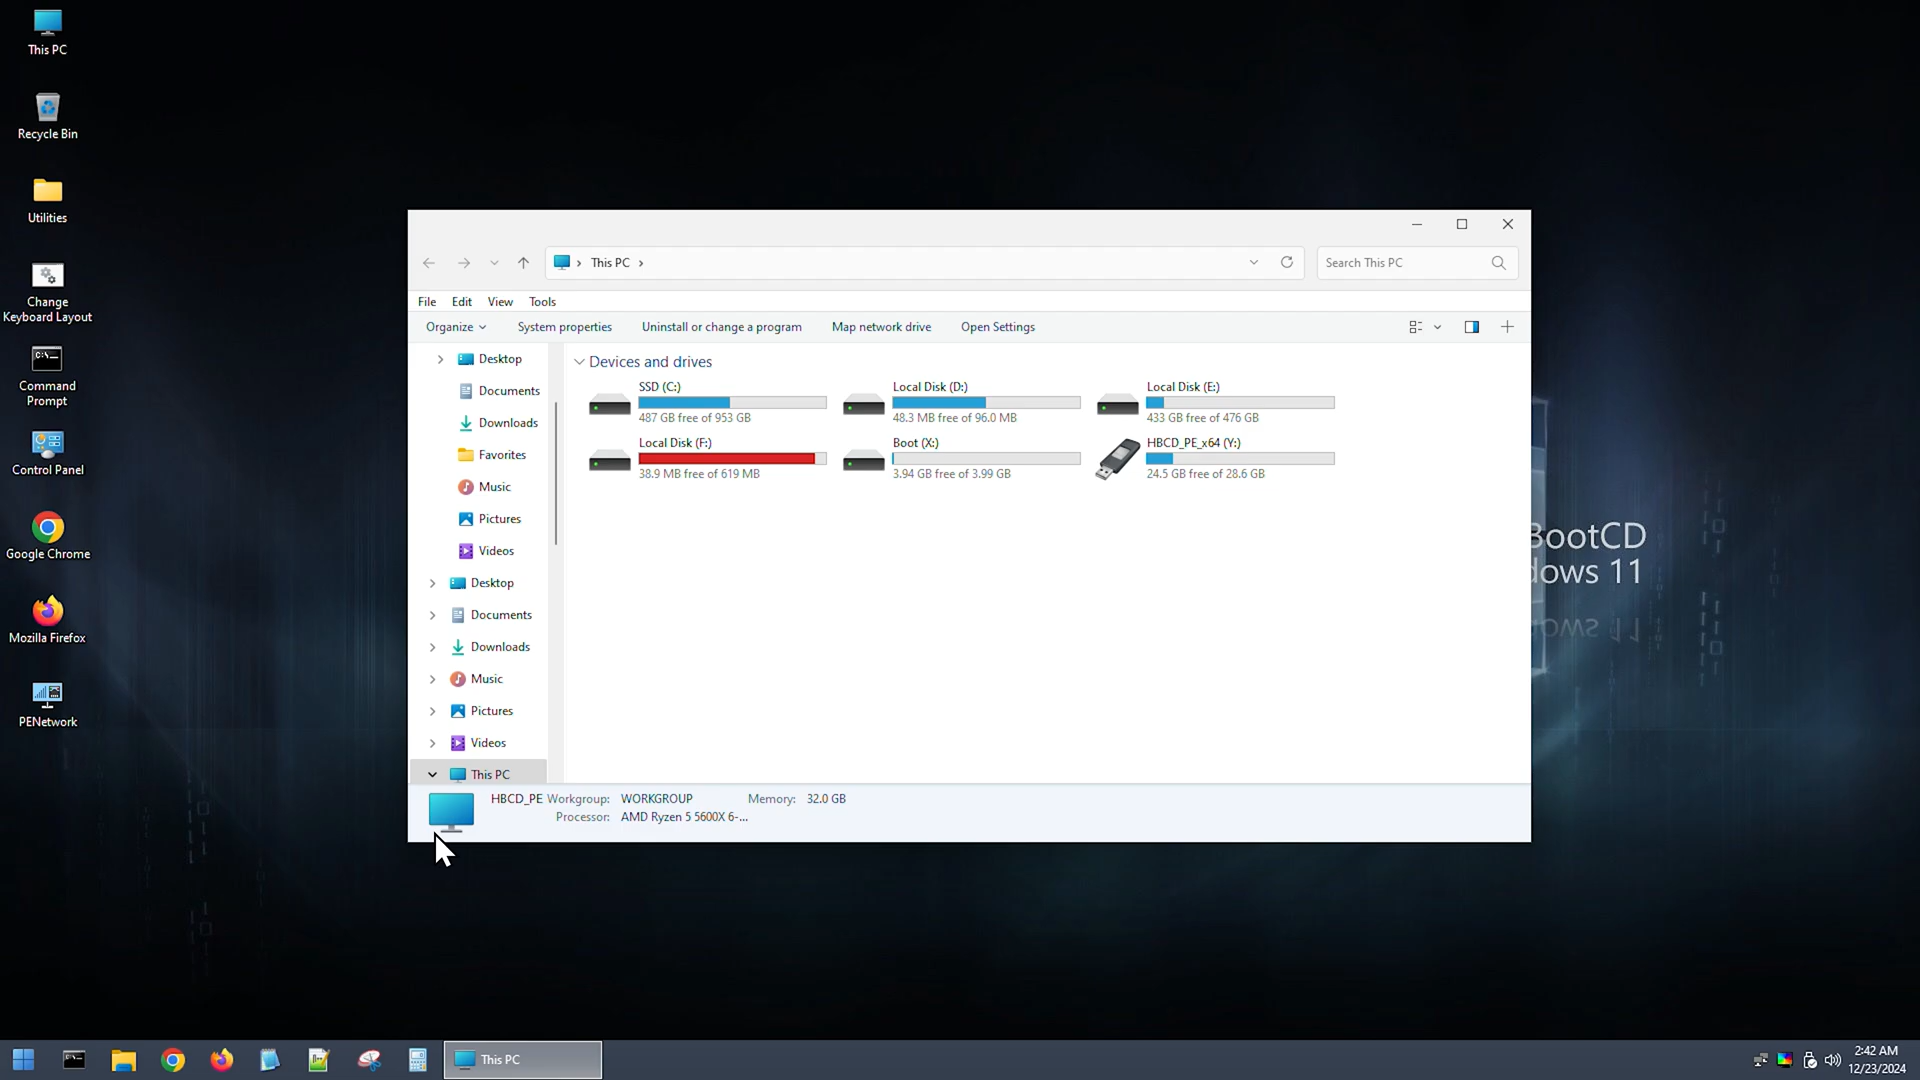 This PC
Recycle Bin
Utilities
Change
Keyboard Layout
Command
Prompt
Control Panel
Google Chrome
Mozilla Firefox
PENetwork
This PC
Search This PC
File Edit View Tools
Organize System properties Uninstall or change a program Map network drive Open Settings
Desktop
Documents
Downloads
Favorites
Music
Pictures
Videos
Desktop
Documents
Downloads
Music
Pictures
Videos
This PC
Devices and drives
SSD (C:)
487 GB free of 953 GB
Local Disk (D:)
48.3 MB free of 96.0 MB
Local Disk (E:)
433 GB free of 476 GB
Local Disk (F:)
38.9 MB free of 619 MB
Boot (X:)
3.94 GB free of 3.99 GB
HBCD_PE_x64 (Y:)
24.5 GB free of 28.6 GB
HBCD_PE Workgroup: WORKGROUP Memory: 32.0 GB
Processor: AMD Ryzen 5 5600X 6-...
BootCD
dows 11
This PC
2:42 AM
12/23/2024